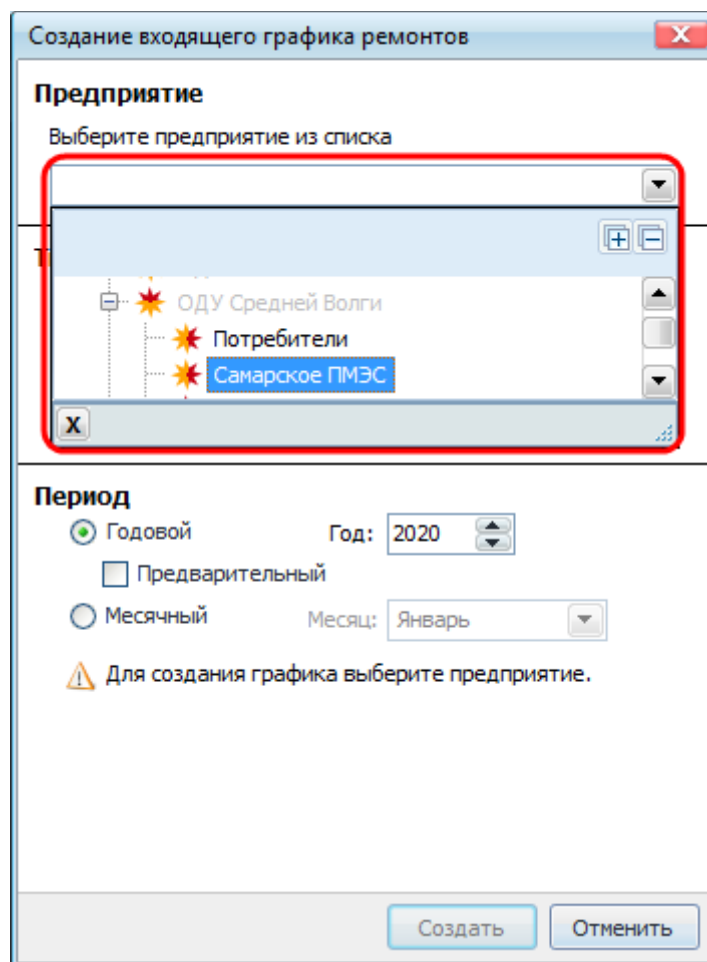 Создание входящего графика ремонтов
Предприятие
Выберите предприятие из списка
ОДУ Средней Волги
Потребители
Самарское ПМЭС
X
Период
Годовой Год: 2020
Предварительный
Месячный Месяц: Январь
Для создания графика выберите предприятие.
Создать Отменить